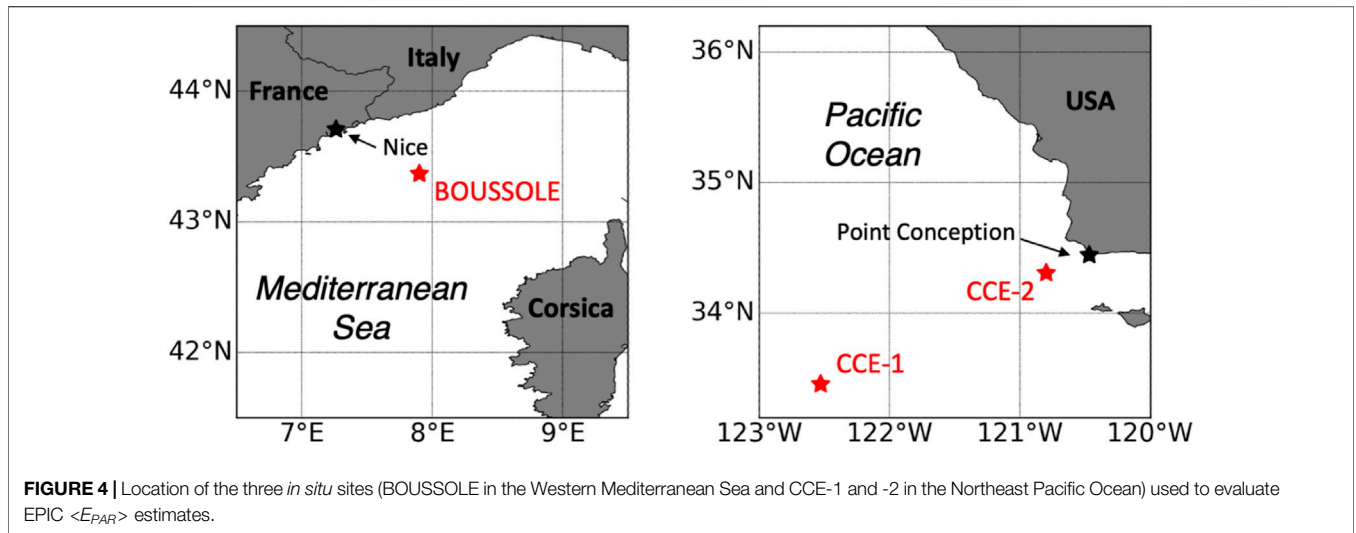 44°N
43°N
42°N
7°E
8°E
9°E
France
Italy
Nice
BOUSSOLE
Mediterranean
Sea
Corsica
36°N
35°N
34°N
123°W
122°W
121°W
120°W
Pacific
Ocean
USA
Point Conception
CCE-2
CCE-1
FIGURE 4 | Location of the three in situ sites (BOUSSOLE in the Western Mediterranean Sea and CCE-1 and -2 in the Northeast Pacific Ocean) used to evaluate
EPIC <E_PAR> estimates.